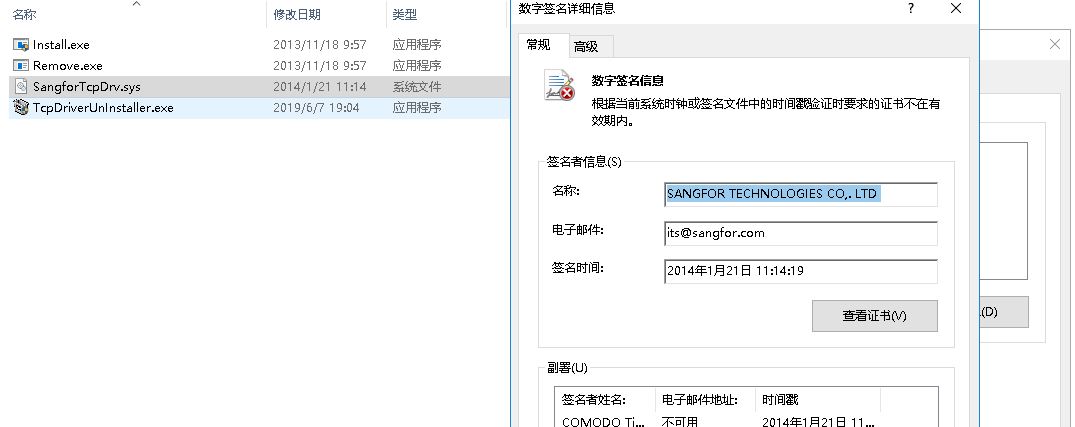 名称
修改日期
类型
Install.exe
2013/11/18 9:57
应用程序
Remove.exe
2013/11/18 9:57
应用程序
SangforTcpDrv.sys
2014/1/21 11:14
系统文件
TcpDriverUnInstaller.exe
2019/6/7 19:04
应用程序
数字签名详细信息
?
常规
高级
数字签名信息
根据当前系统时钟或签名文件中的时间戳验证时要求的证书不在有
效期内。
签名者信息(S)
名称:
SANGFOR TECHNOLOGIES CO,. LTD
电子邮件:
its@sangfor.com
签名时间:
2014年1月21日 11:14:19
查看证书(V)
(D)
副署(U)
签名者姓名:
电子邮件地址:
时间戳
COMODO Ti...
不可用
2014年1月21日 11...